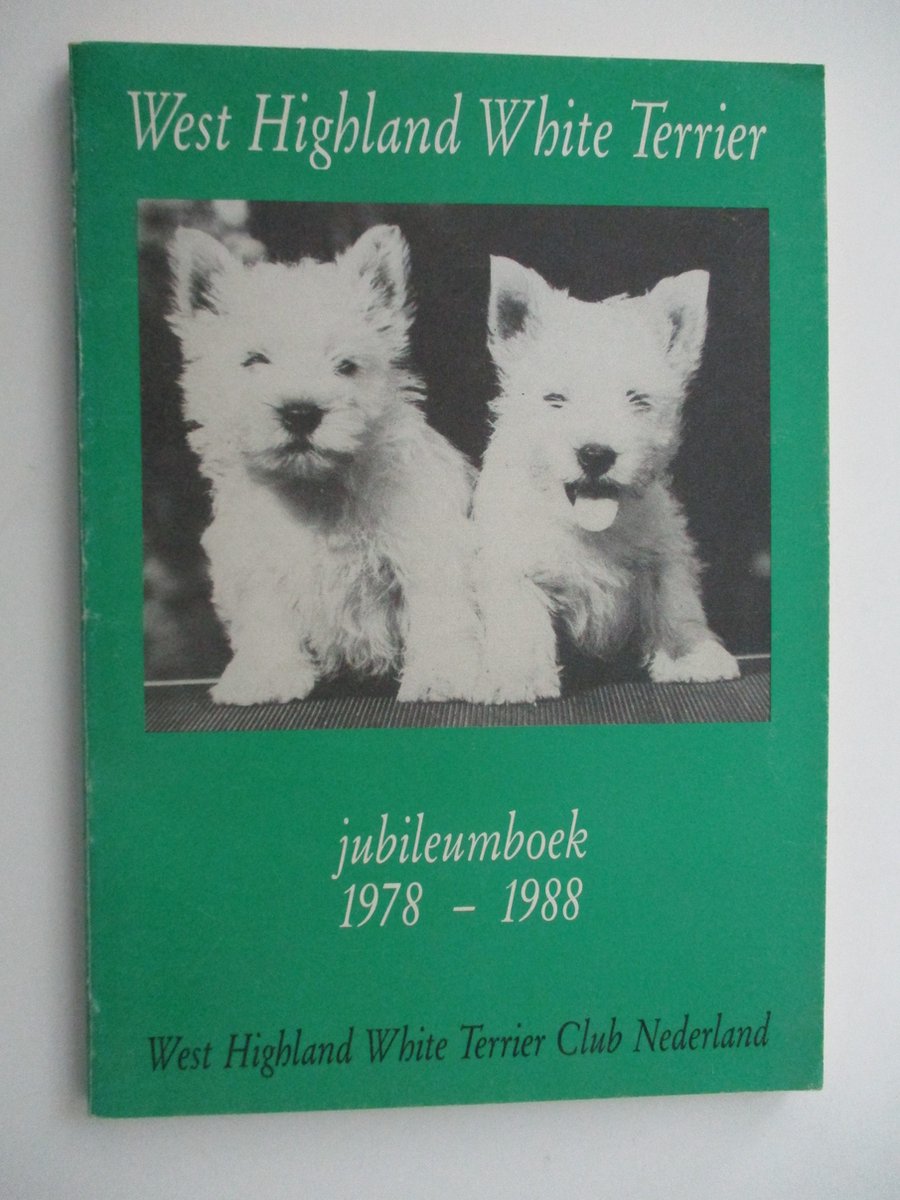 West Highland White Terrier
jubileumboek
1978 – 1988
West Highland White Terrier Club Nederland